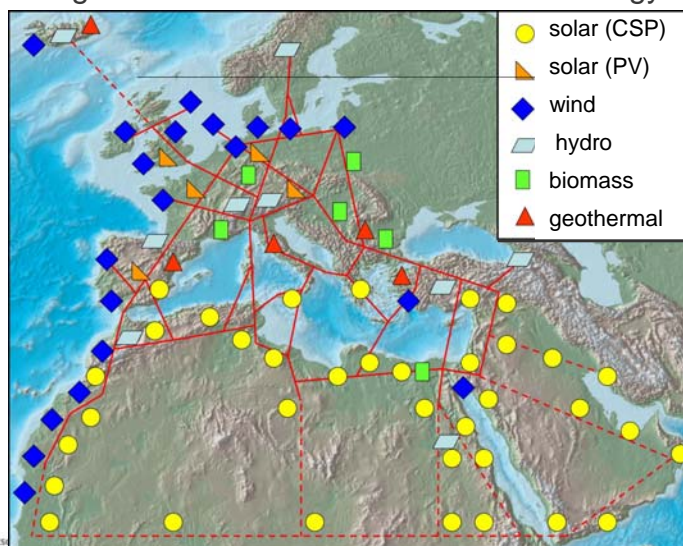 solar (CSP)
solar (PV)
wind
hydro
biomass
geothermal